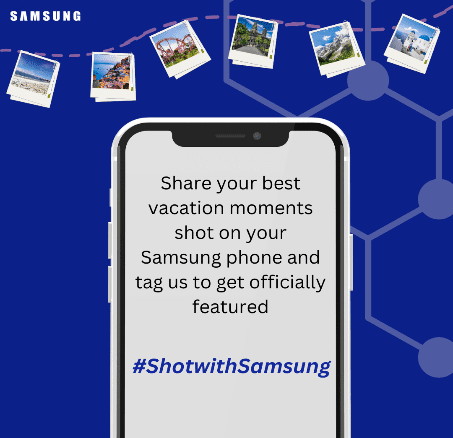 SAMSUNG
Share your best
vacation moments
shot on your
Samsung phone and
tag us to get officially
featured
#ShotwithSamsung